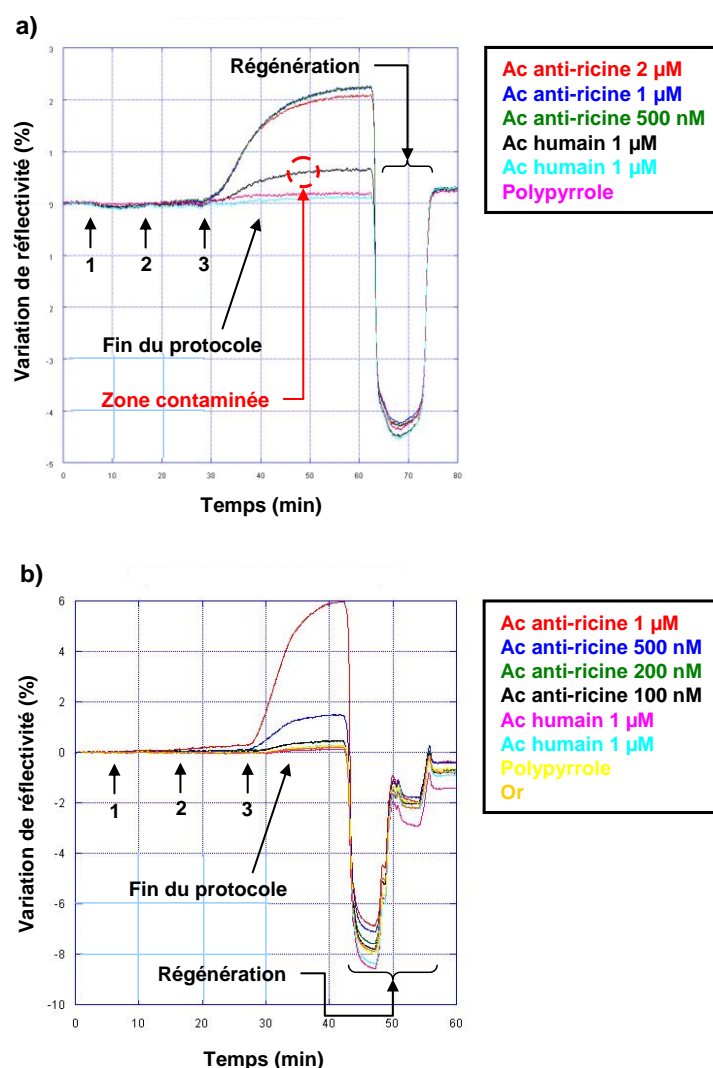 a)
Variation de réflectivité (%)
3
2
1
0
1
2
3
-3
-4
-5
0
10
20
30
40
50
60
70
80
Régénération
1
2
3
Fin du protocole
Zone contaminée
Temps (min)
Ac anti-ricine 2 µM
Ac anti-ricine 1 µM
Ac anti-ricine 500 nM
Ac humain 1 µM
Ac humain 1 µM
Polypyrrole
b)
Variation de réflectivité (%)
6
4
2
0
-2
-4
-6
-8
-10
0
10
20
30
40
50
60
1
2
3
Fin du protocole
Régénération
Temps (min)
Ac anti-ricine 1 µM
Ac anti-ricine 500 nM
Ac anti-ricine 200 nM
Ac anti-ricine 100 nM
Ac humain 1 µM
Ac humain 1 µM
Polypyrrole
Or